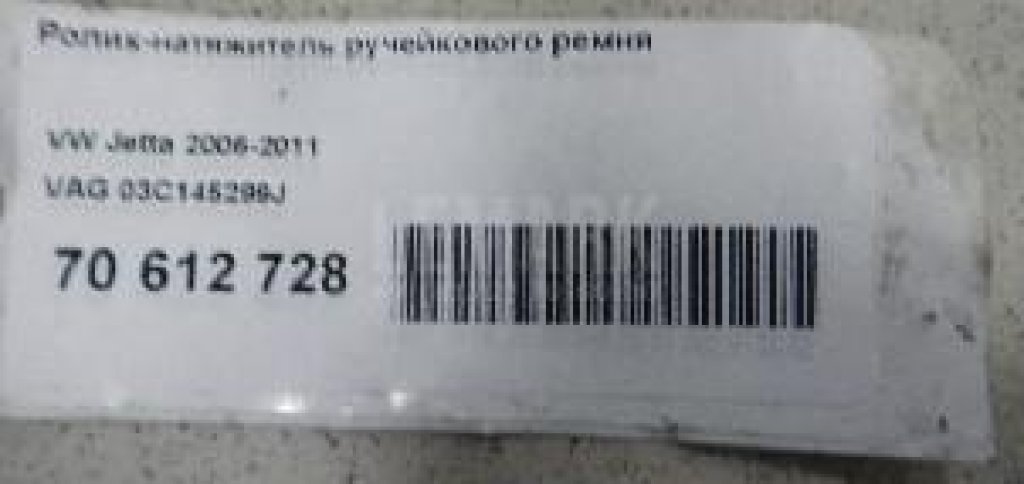 Ролик-натяжитель ручейкового ремня
VW Jetta 2006-2011
VAG 03C145299J
70 612 728